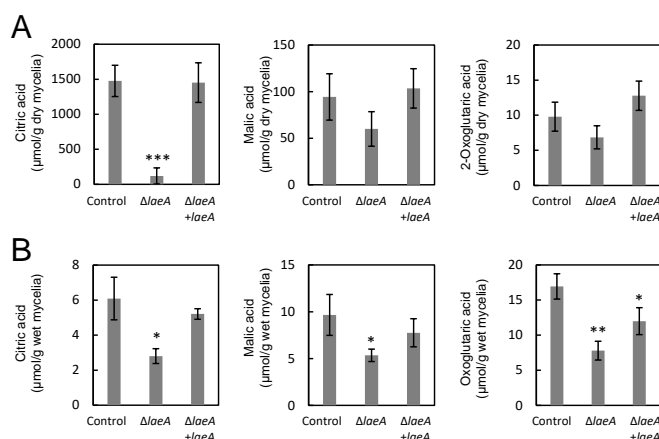 A
Citric acid
(µmol/g dry mycelia)
2000
1500
1000
500
0
***
Control
ΔlaeA
ΔlaeA
+laeA
Malic acid
(µmol/g dry mycelia)
150
100
50
0
Control
ΔlaeA
ΔlaeA
+laeA
2-Oxoglutaric acid
(µmol/g dry mycelia)
20
15
10
5
0
Control
ΔlaeA
ΔlaeA
+laeA
B
Citric acid
(µmol/g wet mycelia)
6
4
2
0
*
Control
ΔlaeA
ΔlaeA
+laeA
Malic acid
(µmol/g wet mycelia)
15
10
5
0
*
Control
ΔlaeA
ΔlaeA
+laeA
Oxoglutaric acid
(µmol/g wet mycelia)
20
15
10
5
0
**
*
Control
ΔlaeA
ΔlaeA
+laeA